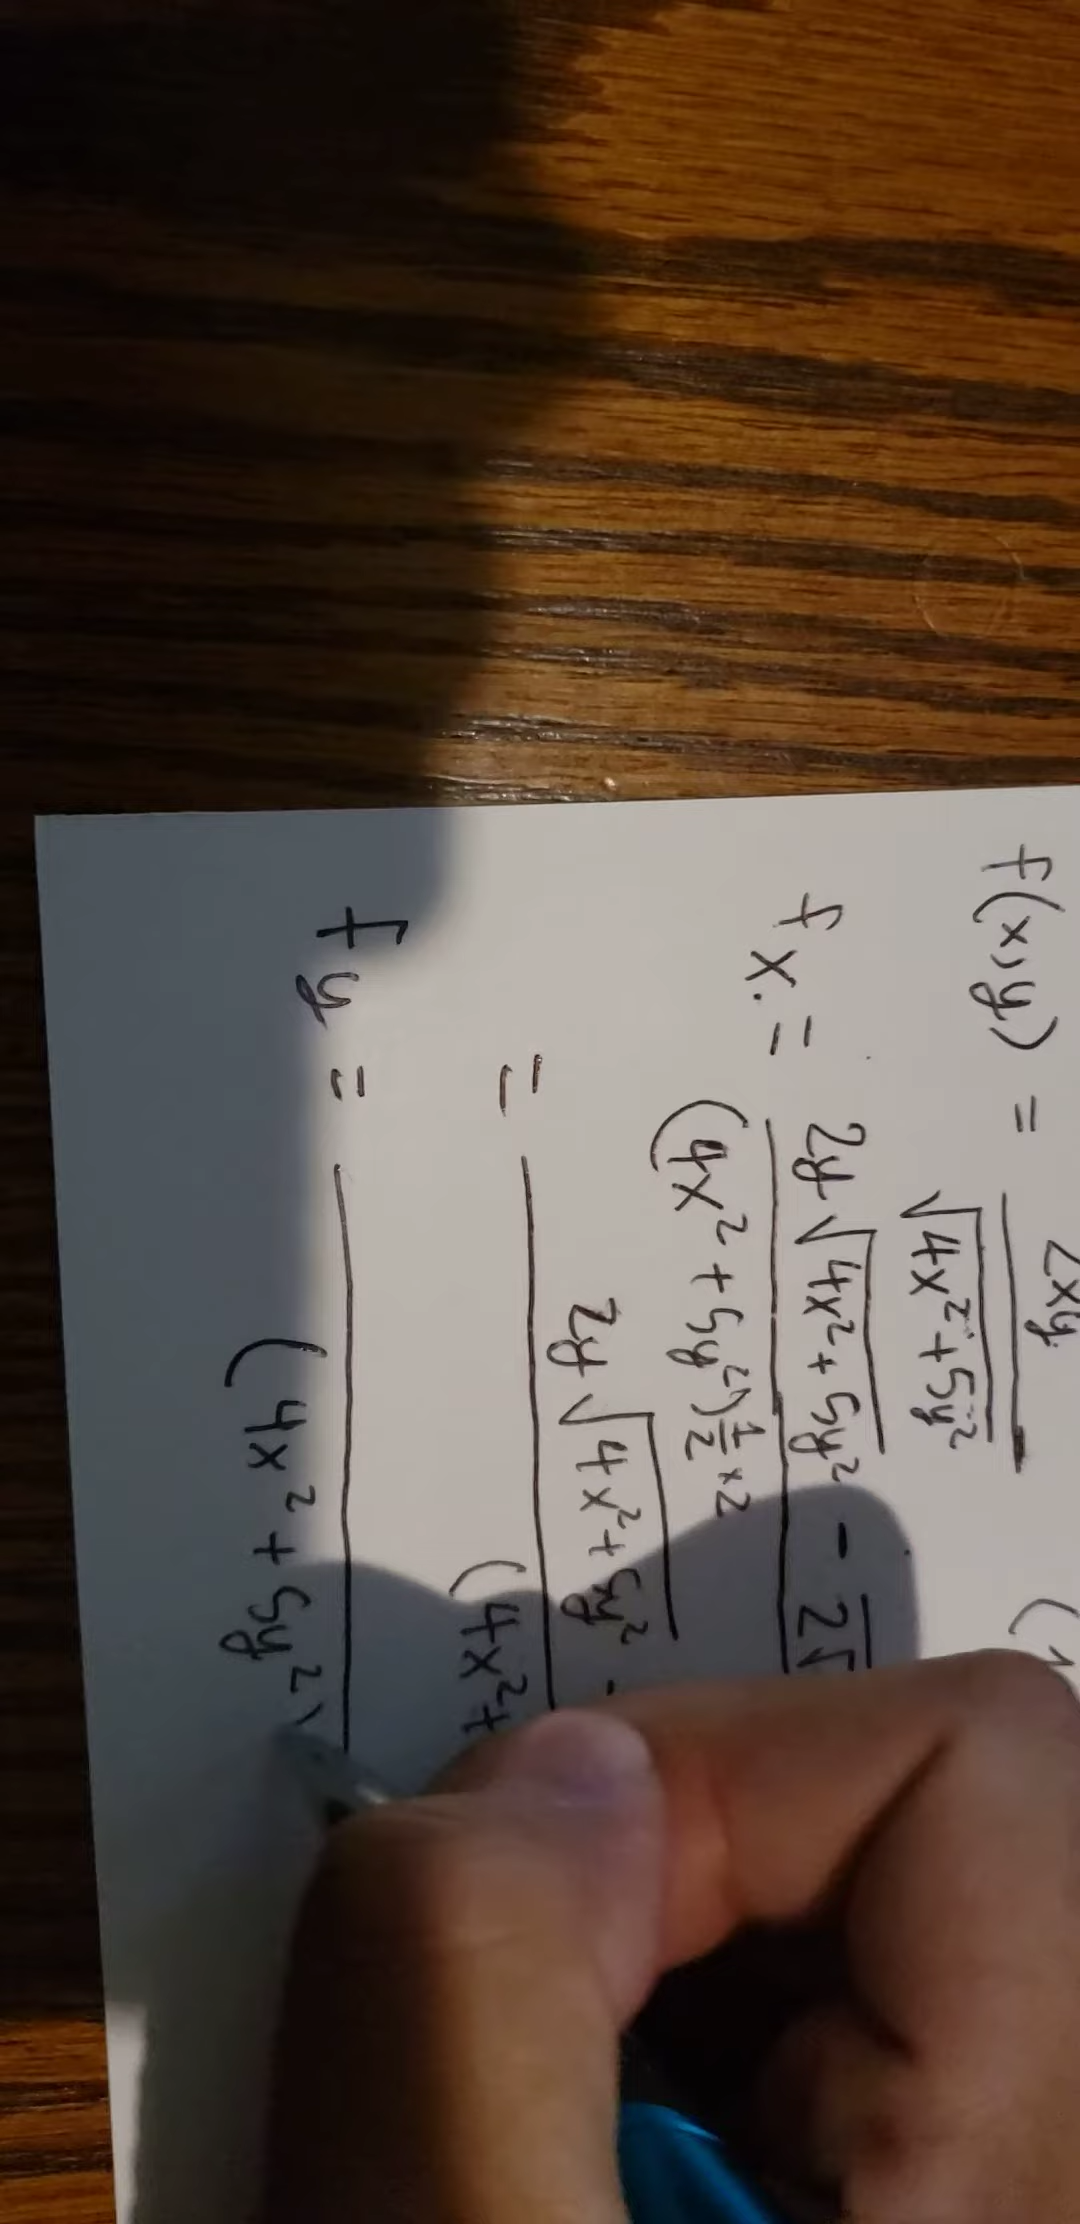 f(x,y) = 2xy / √(4x² + 5y²) (1
fx = 2y √(4x² + 5y²) - 2√
(4x² + 5y²)^(1/2 × 2)
= 2y √(4x² + 5y²) -
(4x² +
fy =
(4x² + 5y²)